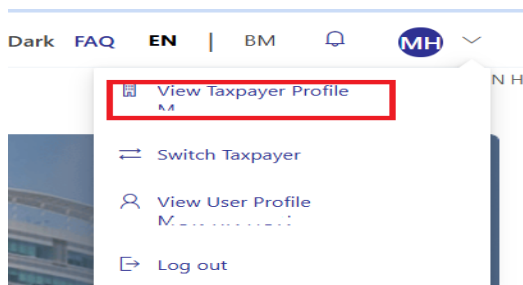 Dark FAQ EN | BM MH
N H
View Taxpayer Profile
Switch Taxpayer
View User Profile
Log out